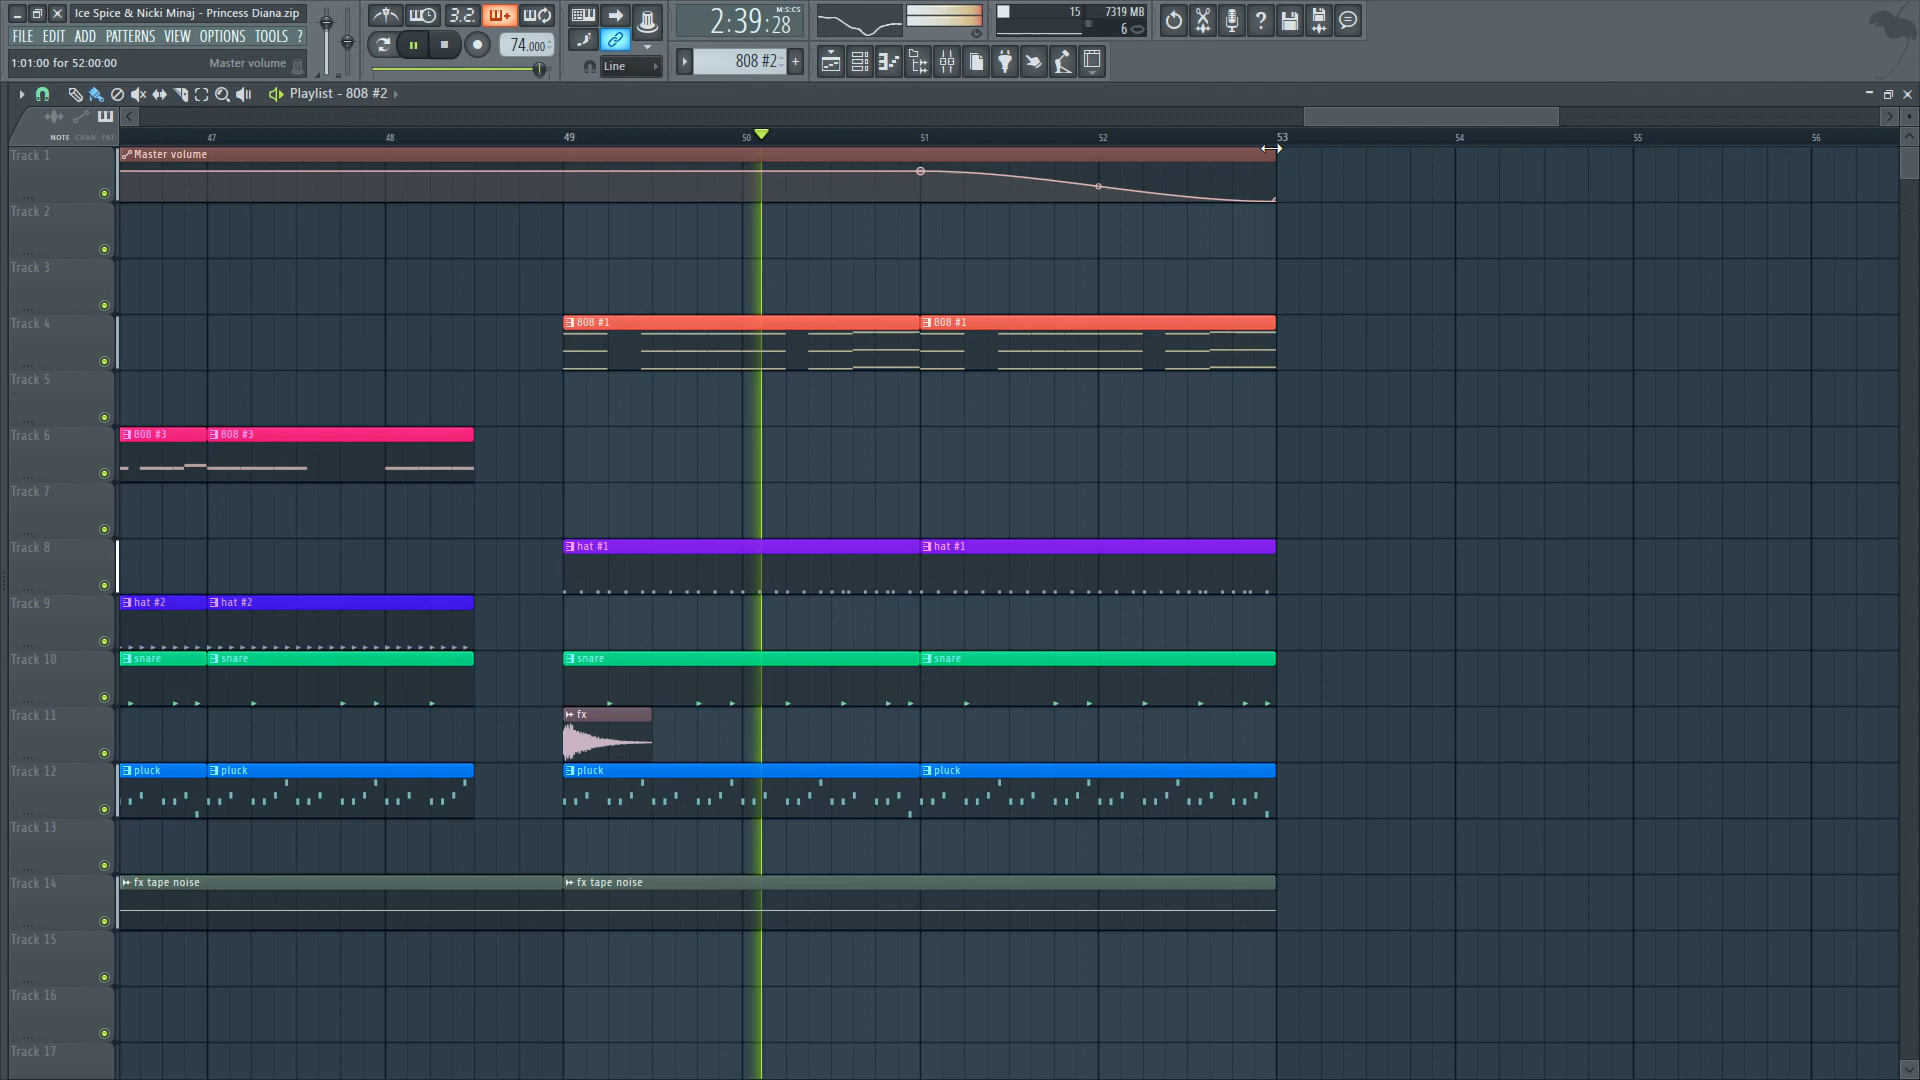 Ice Spice & Nicki Minaj - Princess Diana.zip
FILE EDIT ADD PATTERNS VIEW OPTIONS TOOLS ?
1:01:00 for 52:00:00 Master volume
3.2.
74.000
Line
2:39:28
M:S:CS
808 #2
15 7319 MB
6
Playlist - 808 #2
NOTE CHAN PAT
47 48 49 50 51 52 53 54 55 56
Track 1
Master volume
Track 2
Track 3
Track 4
808 #1 808 #1
Track 5
Track 6
808 #3 808 #3
Track 7
Track 8
hat #1 hat #1
Track 9
hat #2 hat #2
Track 10
snare snare snare snare
Track 11
fx
Track 12
pluck pluck pluck pluck
Track 13
Track 14
fx tape noise fx tape noise
Track 15
Track 16
Track 17